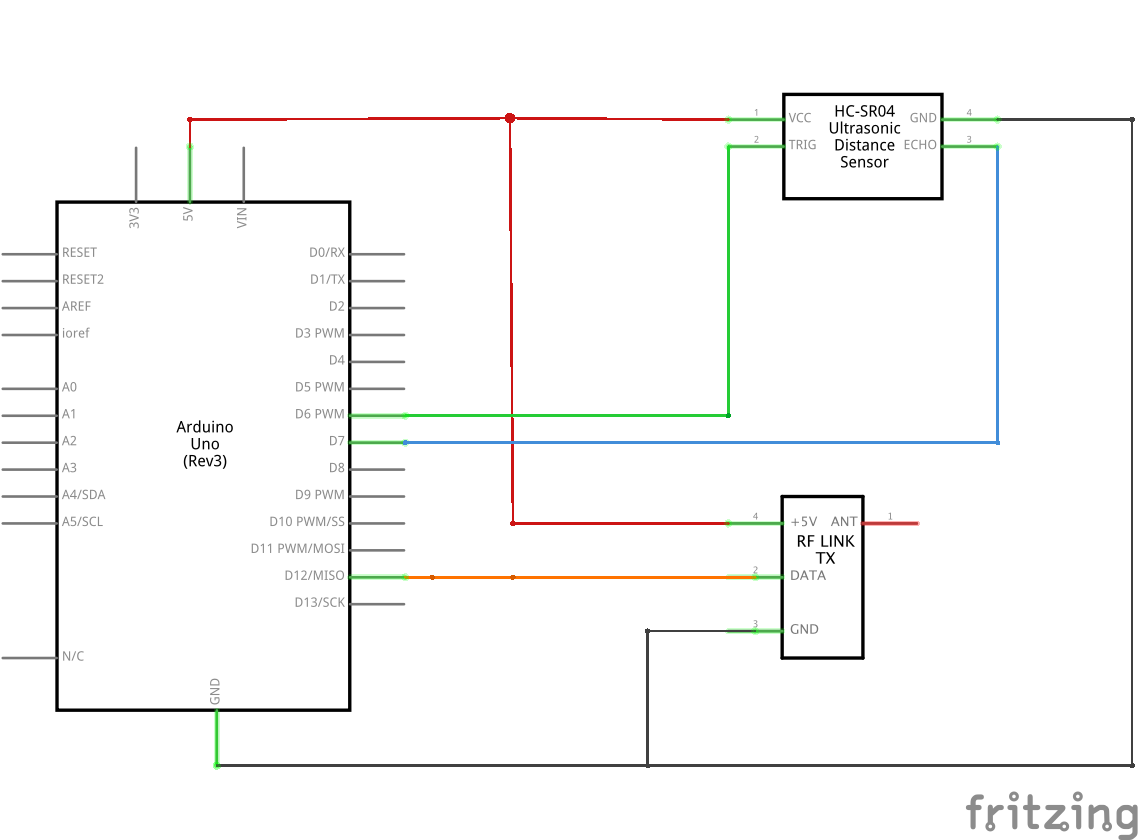 HC-SR04
Ultrasonic
Distance
Sensor
1
VCC
GND
4
2
TRIG
ECHO
3
3V3
5V
VIN
RESET
D0/RX
RESET2
D1/TX
AREF
D2
ioref
D3 PWM
D4
A0
D5 PWM
A1
D6 PWM
A2
D7
A3
D8
A4/SDA
D9 PWM
A5/SCL
D10 PWM/SS
D11 PWM/MOSI
D12/MISO
D13/SCK
N/C
GND
Arduino
Uno
(Rev3)
4
+5V
ANT
1
RF LINK
TX
2
DATA
3
GND
fritzing